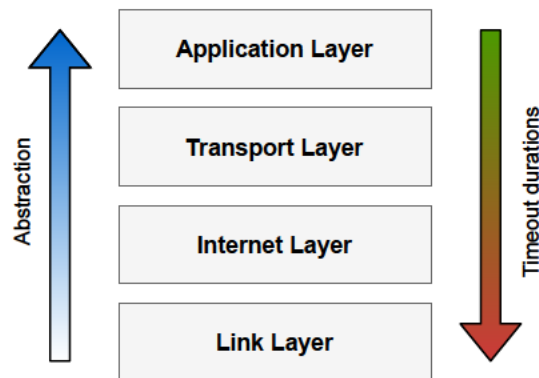 Application Layer
Transport Layer
Internet Layer
Link Layer
Abstraction
Timeout durations